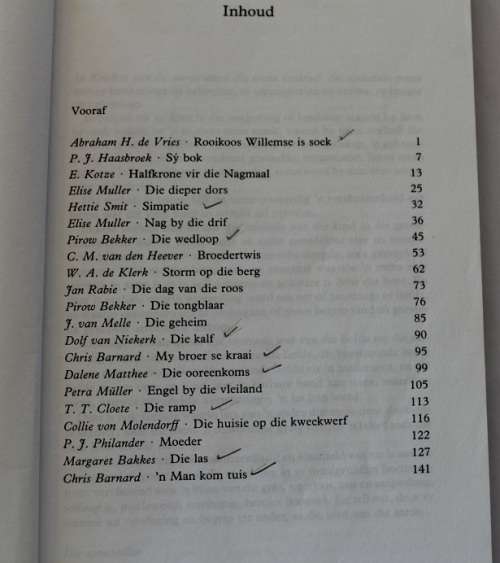 Inhoud
Vooraf
Abraham H. de Vries · Rooikoos Willemse is soek 1
P. J. Haasbroek · Sý bok 7
E. Kotze · Halfkrone vir die Nagmaal 13
Elise Muller · Die dieper dors 25
Hettie Smit · Simpatie 32
Elise Muller · Nag by die drif 36
Pirow Bekker · Die wedloop 45
C. M. van den Heever · Broedertwis 53
W. A. de Klerk · Storm op die berg 62
Jan Rabie · Die dag van die roos 73
Pirow Bekker · Die tongblaar 76
J. van Melle · Die geheim 85
Dolf van Niekerk · Die kalf 90
Chris Barnard · My broer se kraai 95
Dalene Matthee · Die ooreenkoms 99
Petra Müller · Engel by die vleiland 105
T. T. Cloete · Die ramp 113
Collie von Molendorff · Die huisie op die kweekwerf 116
P. J. Philander · Moeder 122
Margaret Bakkes · Die las 127
Chris Barnard · 'n Man kom tuis 141